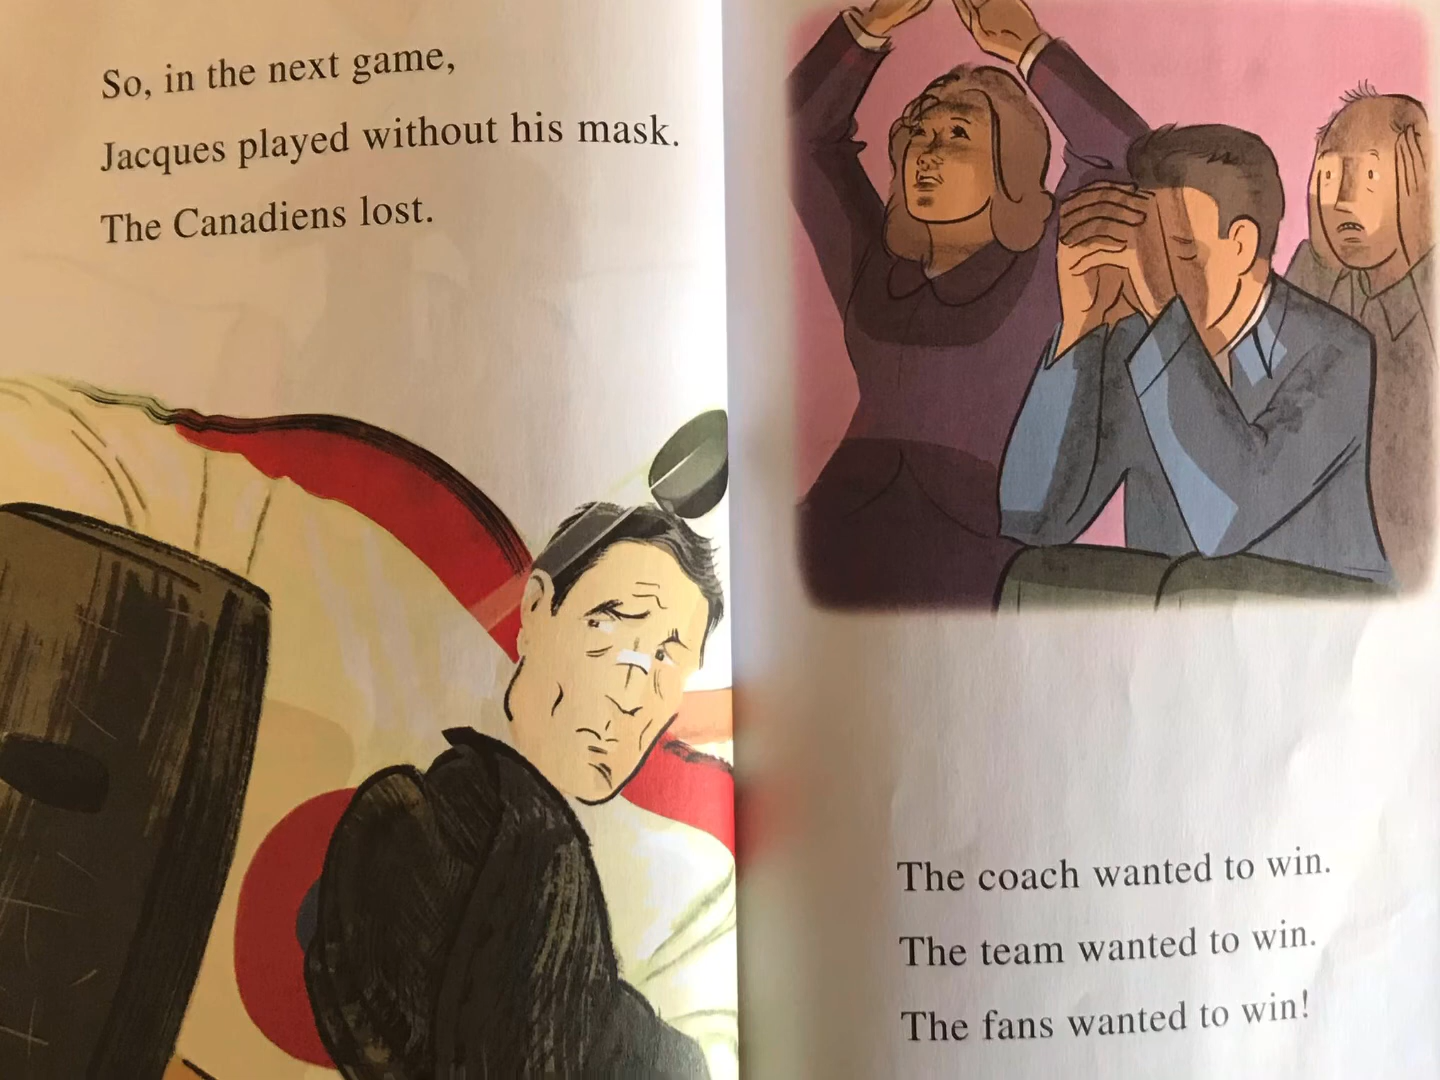 So, in the next game,
Jacques played without his mask.
The Canadiens lost.
The coach wanted to win.
The team wanted to win.
The fans wanted to win!